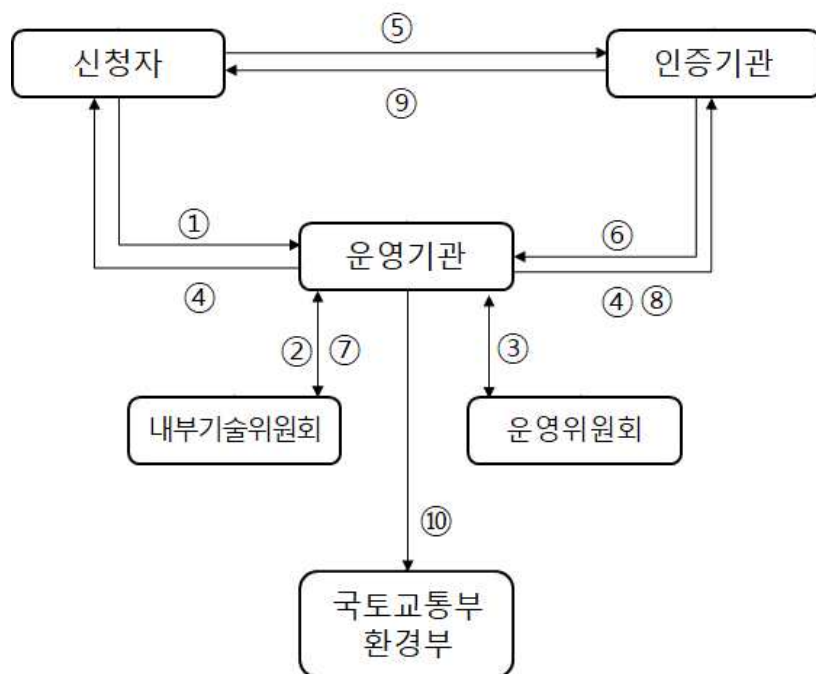 ⑤
신청자
인증기관
⑨
①
⑥
운영기관
④
④ ⑧
② ⑦
③
내부기술위원회
운영위원회
⑩
국토교통부
환경부